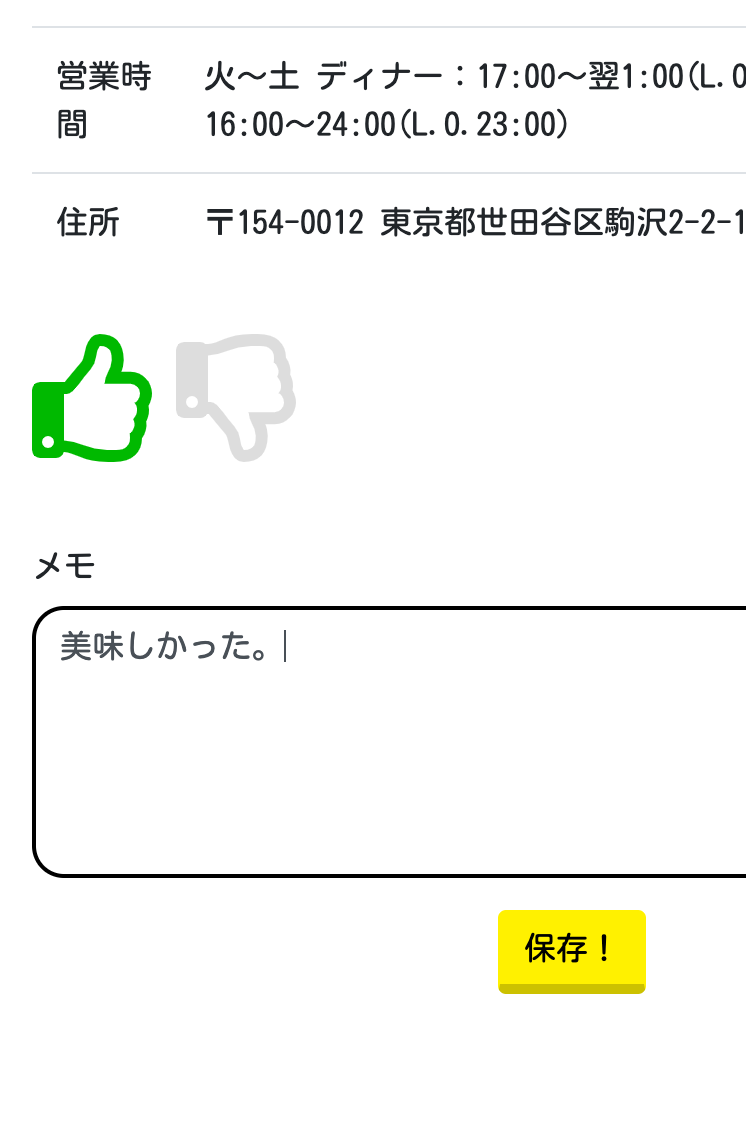 営業時間
火～土 ディナー：17:00～翌1:00(L.O
16:00～24:00(L.O.23:00)
住所
〒154-0012 東京都世田谷区駒沢2-2-1
メモ
美味しかった。
保存！